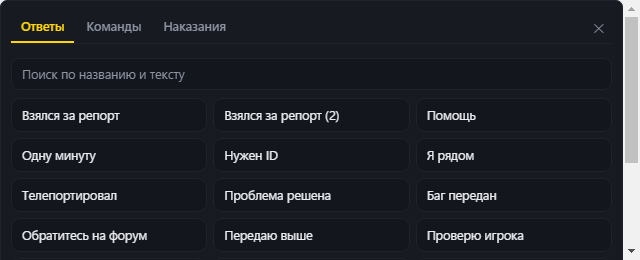 Ответы Команды Наказания
Поиск по названию и тексту
Взялся за репорт Взялся за репорт (2) Помощь
Одну минуту Нужен ID Я рядом
Телепортировал Проблема решена Баг передан
Обратитесь на форум Передаю выше Проверю игрока